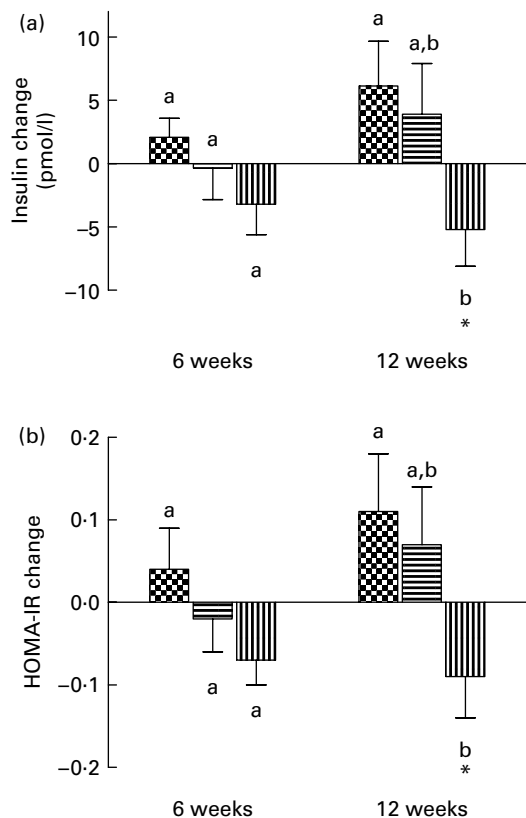 (a)
10
5
0
−5
−10
Insulin change
(pmol/l)
a
a
a
a
a,b
b
*
6 weeks
12 weeks
(b)
0·2
0·1
0·0
−0·1
−0·2
HOMA-IR change
a
a
a
a
a,b
b
*
6 weeks
12 weeks